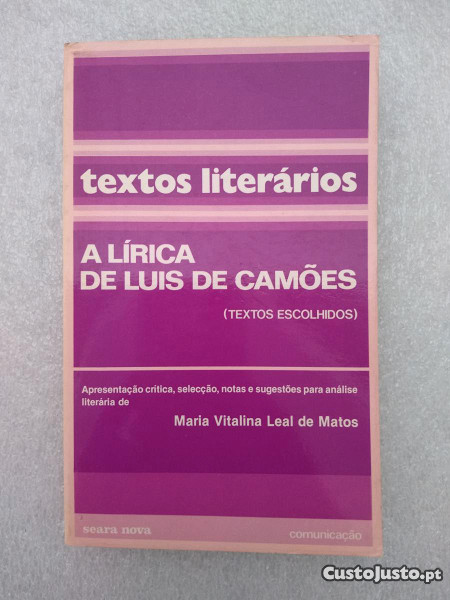 textos literários
A LÍRICA
DE LUIS DE CAMÕES
(TEXTOS ESCOLHIDOS)
Apresentação crítica, selecção, notas e sugestões para análise
literária de
Maria Vitalina Leal de Matos
seara nova
comunicação
CustoJusto.pt